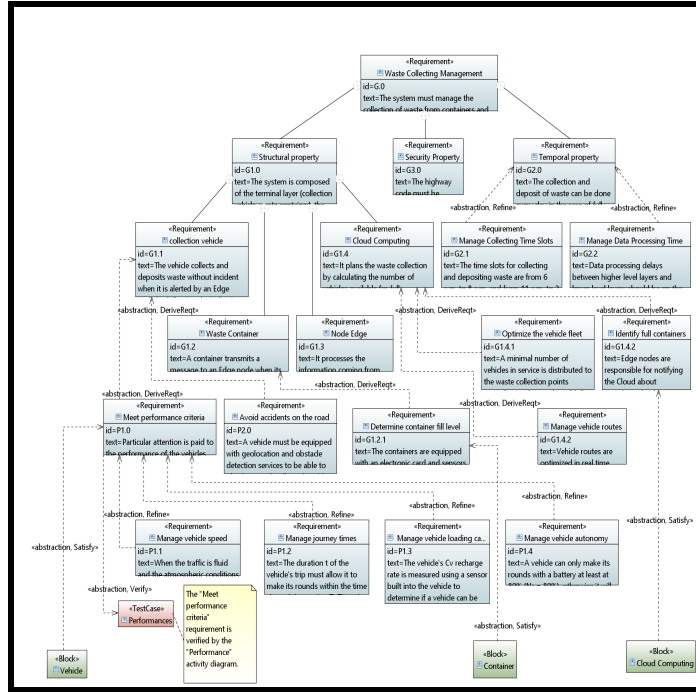 «Requirement»
Waste Collecting Management
id=G.0
text=The system must manage the
collection of waste from containers and
«Requirement»
Structural property
id=G1.0
text=The system is composed
of the terminal layer (collection
«Requirement»
Security Property
id=G3.0
text=The highway
code must be
«Requirement»
Temporal property
id=G2.0
text=The collection and
deposit of waste can be done
«abstraction, Refine»
«abstraction, Refine»
«Requirement»
collection vehicle
id=G1.1
text=The vehicle collects and
deposits waste without incident
when it is alerted by an Edge
«Requirement»
Cloud Computing
id=G1.4
text=It plans the waste collection
by calculating the number of
«Requirement»
Manage Collecting Time Slots
id=G2.1
text=The time slots for collecting
and depositing waste are from 6
«Requirement»
Manage Data Processing Time
id=G2.2
text=Data processing delays
between higher level layers and
«abstraction, DeriveReqt»
«abstraction, DeriveReqt»
«abstraction, DeriveReqt»
«Requirement»
Waste Container
id=G1.2
text=A container transmits a
message to an Edge node when its
«Requirement»
Node Edge
id=G1.3
text=It processes the
information coming from
«Requirement»
Optimize the vehicle fleet
id=G1.4.1
text=A minimal number of
vehicles in service is distributed to
the waste collection points
«Requirement»
Identify full containers
id=G1.4.2
text=Edge nodes are
responsible for notifying
the Cloud about
«abstraction, DeriveReqt»
«abstraction, DeriveReqt»
«abstraction, DeriveReqt»
«Requirement»
Meet performance criteria
id=P1.0
text=Particular attention is paid to
the performance of the vehicles
«Requirement»
Avoid accidents on the road
id=P2.0
text=A vehicle must be equipped
with geolocation and obstacle
detection services to be able to
«Requirement»
Determine container fill level
id=G1.2.1
text=The containers are equipped
with an electronic card and sensors
«Requirement»
Manage vehicle routes
id=G1.4.2
text=Vehicle routes are
optimized in real time
«abstraction, Refine»
«abstraction, Refine»
«abstraction, Refine»
«abstraction, Refine»
«Requirement»
Manage vehicle speed
id=P1.1
text=When the traffic is fluid
and the atmospheric conditions
«Requirement»
Manage journey times
id=P1.2
text=The duration t of the
vehicle's trip must allow it to
make its rounds within the time
«Requirement»
Manage vehicle loading ca...
id=P1.3
text=The vehicle's Cv recharge
rate is measured using a sensor
built into the vehicle to
determine if a vehicle can be
«Requirement»
Manage vehicle autonomy
id=P1.4
text=A vehicle can only make its
rounds with a battery at least at
«abstraction, Satisfy»
«abstraction, Satisfy»
«abstraction, Verify»
«TestCase»
Performances
The "Meet
performance
criteria"
requirement is
verified by the
"Performance"
activity diagram.
«abstraction, Satisfy»
«Block»
Vehicle
«Block»
Container
«Block»
Cloud Computing